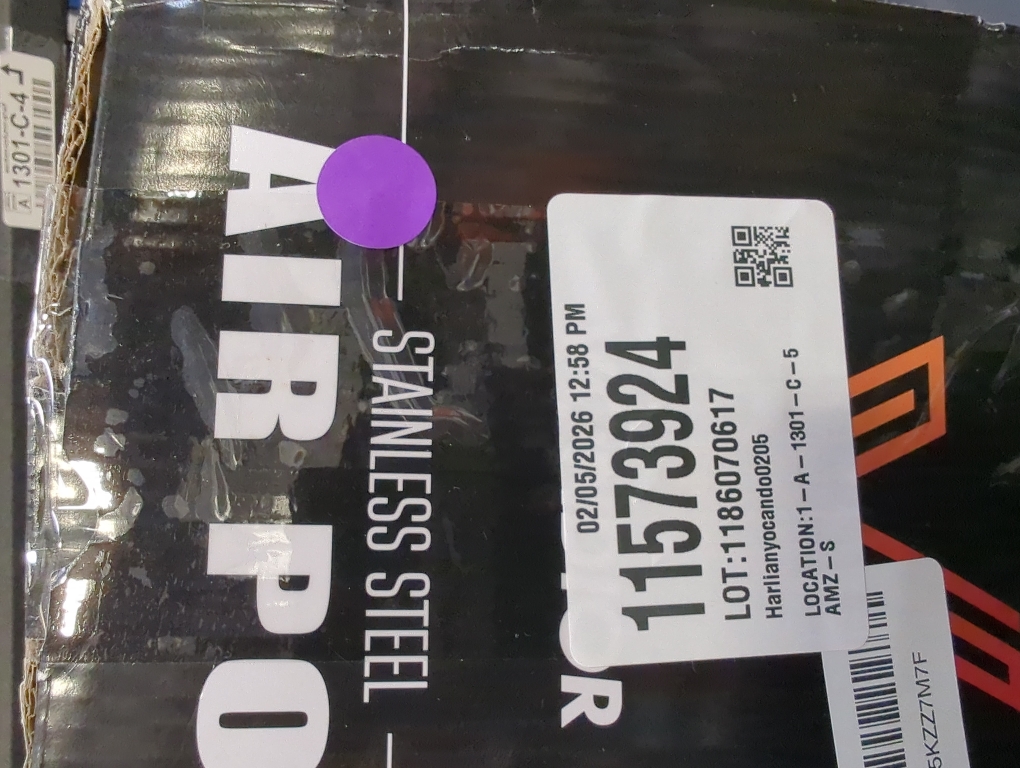 A 1301-C-4
AIR PO
STAINLESS STEEL
OR
02/05/2026 12:58 PM
11573924
LOT:1186070617
Harlianyocando0205
LOCATION:1-A-1301-C-5
AMZ-S
5KZZ7M7F